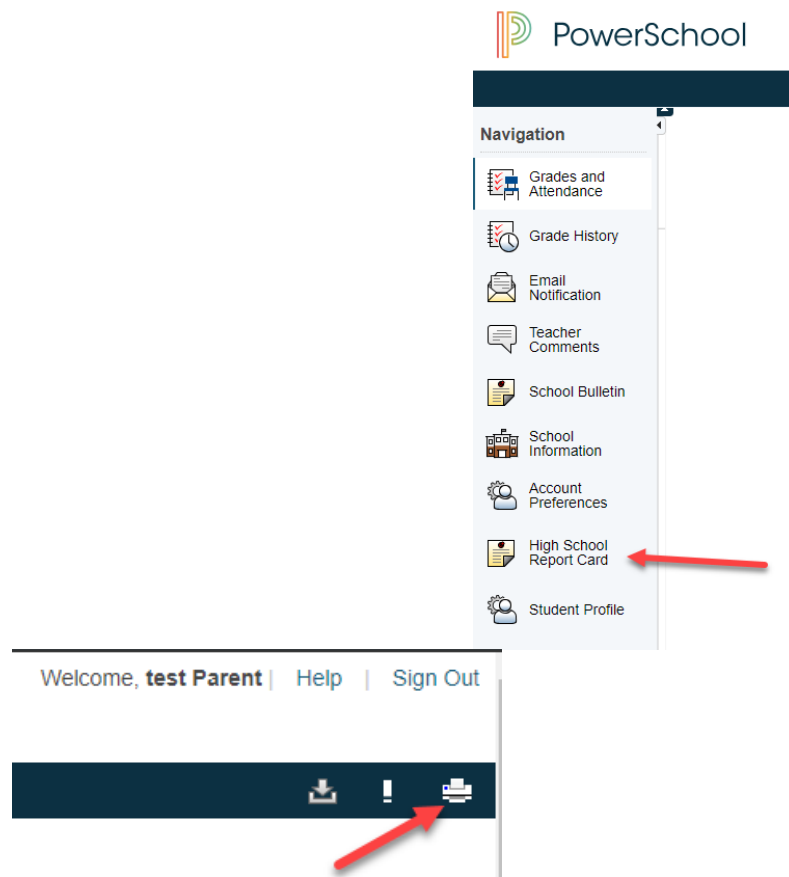 PowerSchool
Navigation
Grades and
Attendance
Grade History
Email
Notification
Teacher
Comments
School Bulletin
School
Information
Account
Preferences
High School
Report Card
Student Profile
Welcome, test Parent | Help | Sign Out